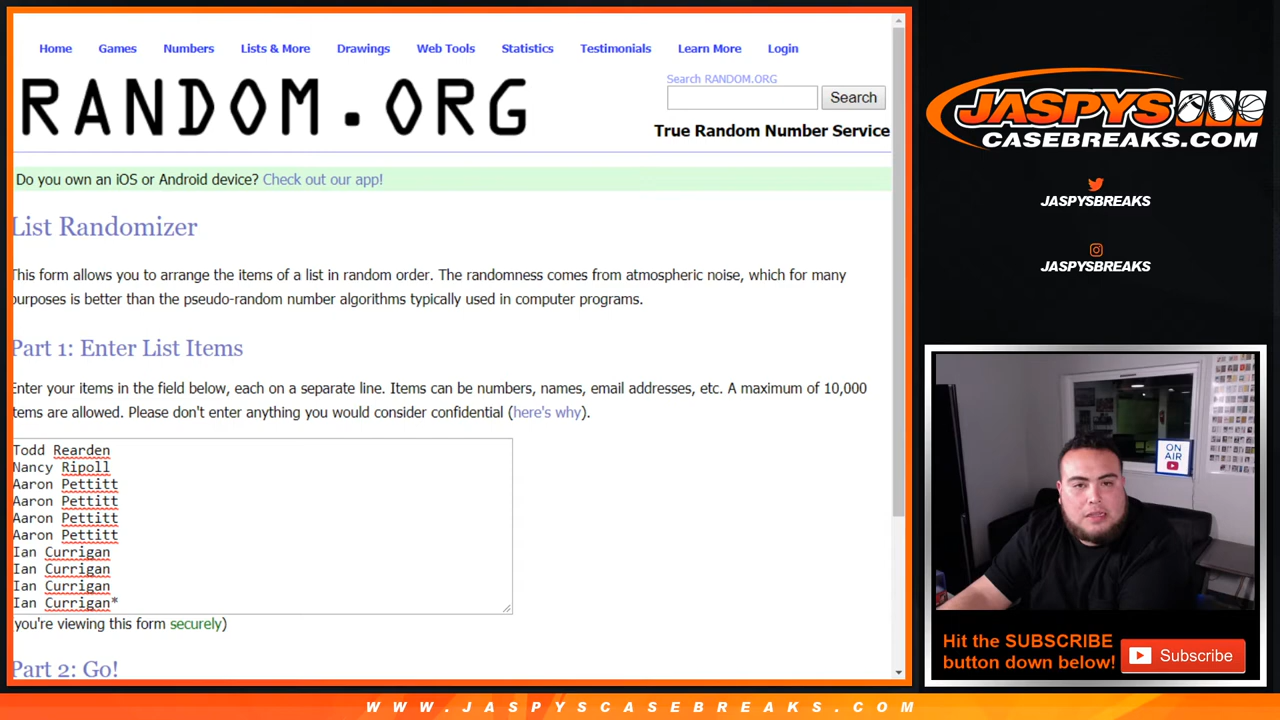 Home Games Numbers Lists & More Drawings Web Tools Statistics Testimonials Learn More Login
RANDOM.ORG
Search RANDOM.ORG
Search
True Random Number Service
Do you own an iOS or Android device? Check out our app!
List Randomizer
This form allows you to arrange the items of a list in random order. The randomness comes from atmospheric noise, which for many
purposes is better than the pseudo-random number algorithms typically used in computer programs.
Part 1: Enter List Items
Enter your items in the field below, each on a separate line. Items can be numbers, names, email addresses, etc. A maximum of 10,000
items are allowed. Please don't enter anything you would consider confidential (here's why).
Todd Rearden
Nancy Ripoll
Aaron Pettitt
Aaron Pettitt
Aaron Pettitt
Aaron Pettitt
Ian Currigan
Ian Currigan
Ian Currigan
Ian Currigan*
you're viewing this form securely)
Part 2: Go!
JASPYS
CASEBREAKS.COM
JASPYSBREAKS
JASPYSBREAKS
ON
AIR
Hit the SUBSCRIBE
button down below!
Subscribe
WWW.JASPYSCASEBREAKS.COM